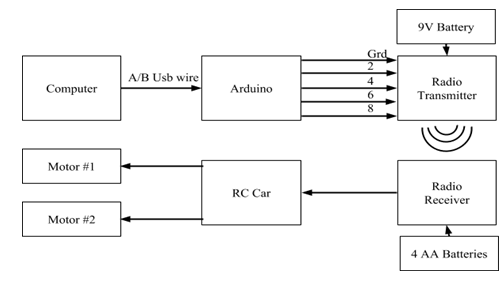 9V Battery
Computer
A/B Usb wire
Arduino
Grd
2
4
6
8
Radio
Transmitter
Motor #1
Motor #2
RC Car
Radio
Receiver
4 AA Batteries